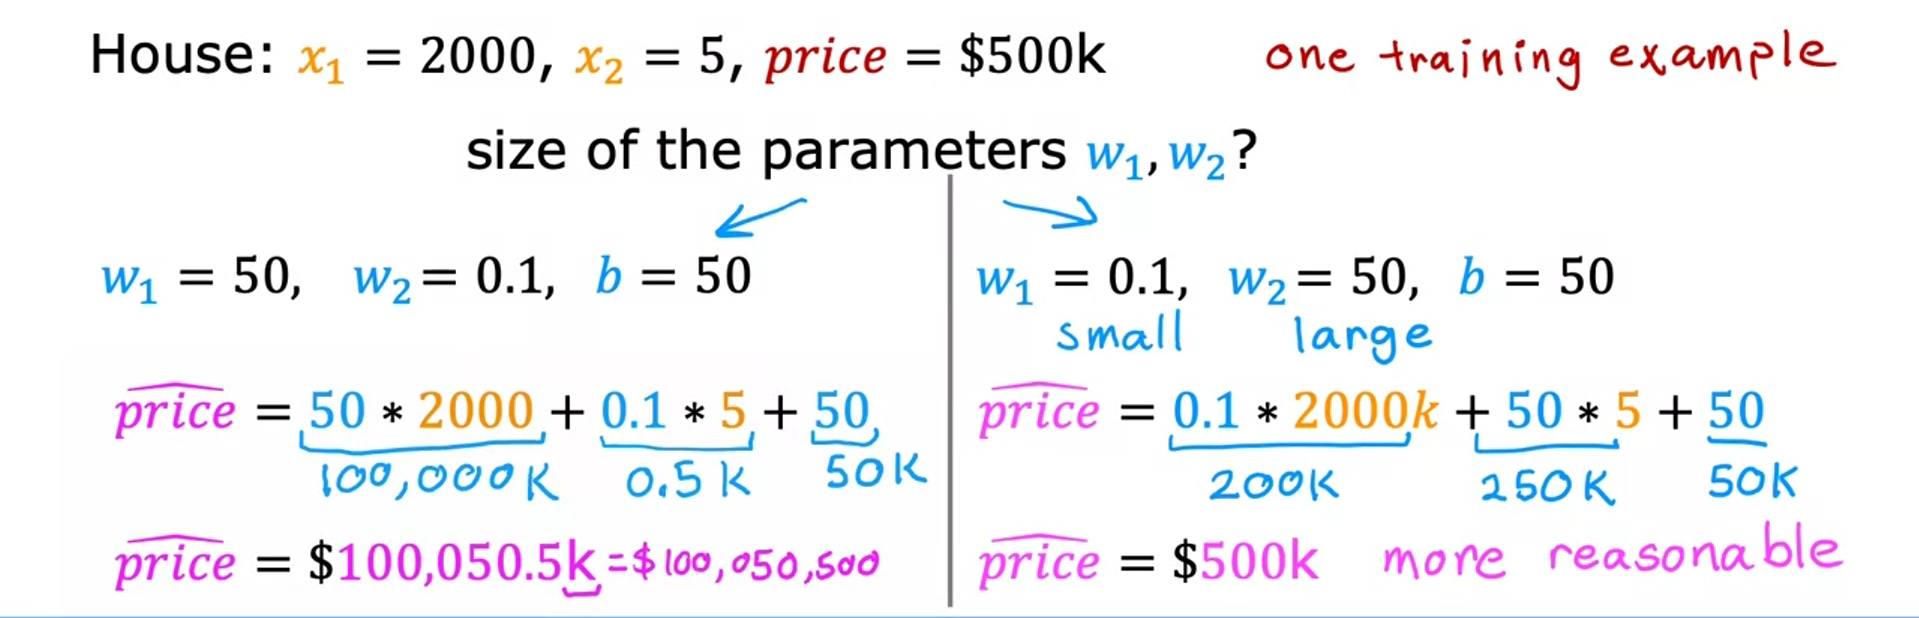 House: x₁ = 2000, x₂ = 5, price = $500k one training example
size of the parameters w₁, w₂?
w₁ = 50, w₂ = 0.1, b = 50
price = 50 * 2000 + 0.1 * 5 + 50
100,000K 0.5K 50K
price = $100,050.5k = $100,050,500
w₁ = 0.1, w₂ = 50, b = 50
small large
price = 0.1 * 2000k + 50 * 5 + 50
200K 250K 50K
price = $500k more reasonable